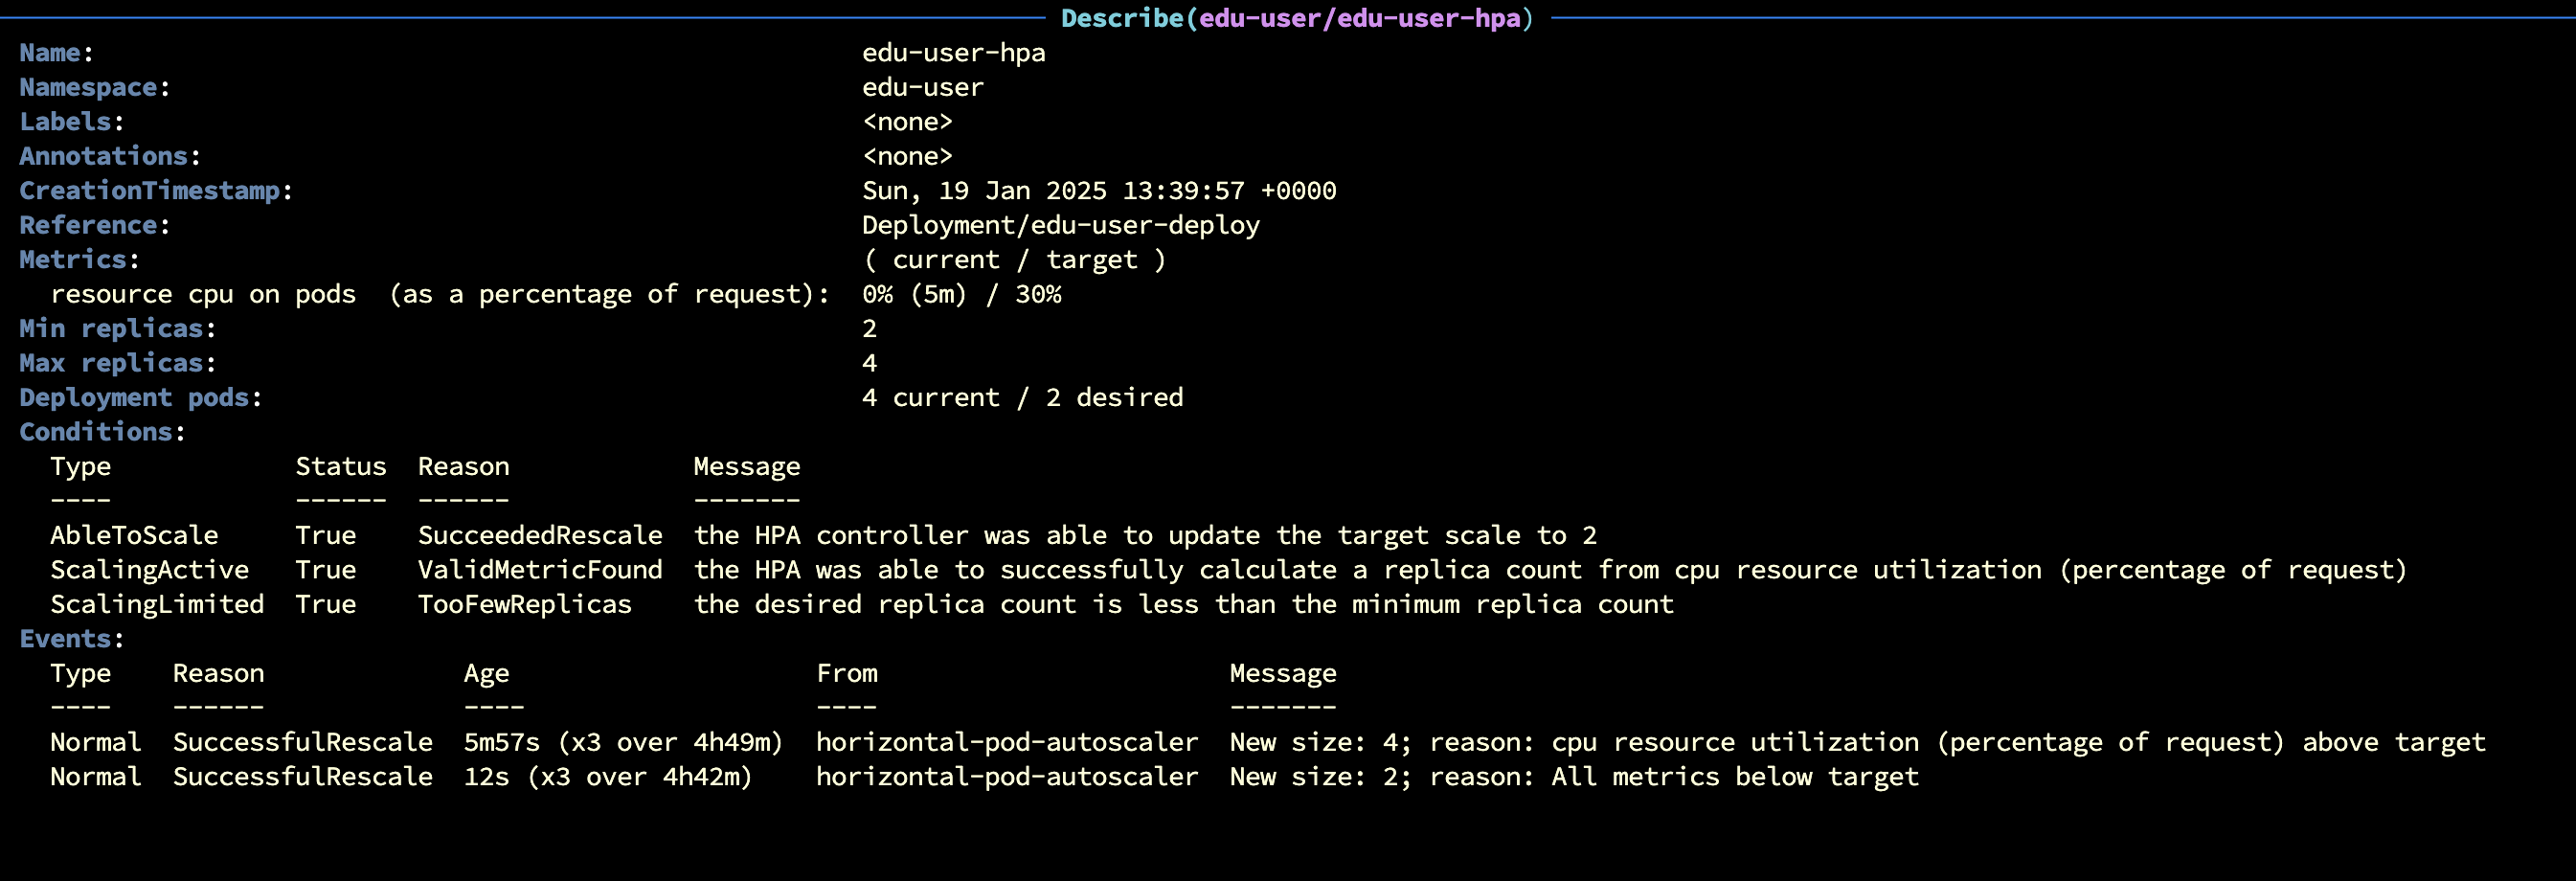 Describe(edu-user/edu-user-hpa)
Name: edu-user-hpa
Namespace: edu-user
Labels: <none>
Annotations: <none>
CreationTimestamp: Sun, 19 Jan 2025 13:39:57 +0000
Reference: Deployment/edu-user-deploy
Metrics: ( current / target )
  resource cpu on pods  (as a percentage of request):  0% (5m) / 30%
Min replicas: 2
Max replicas: 4
Deployment pods: 4 current / 2 desired
Conditions:
  Type            Status  Reason            Message
  ----            ------  ------            -------
  AbleToScale     True    SucceededRescale  the HPA controller was able to update the target scale to 2
  ScalingActive   True    ValidMetricFound  the HPA was able to successfully calculate a replica count from cpu resource utilization (percentage of request)
  ScalingLimited  True    TooFewReplicas    the desired replica count is less than the minimum replica count
Events:
  Type    Reason             Age                    From                       Message
  ----    ------             ----                   ----                       -------
  Normal  SuccessfulRescale  5m57s (x3 over 4h49m)  horizontal-pod-autoscaler  New size: 4; reason: cpu resource utilization (percentage of request) above target
  Normal  SuccessfulRescale  12s (x3 over 4h42m)    horizontal-pod-autoscaler  New size: 2; reason: All metrics below target